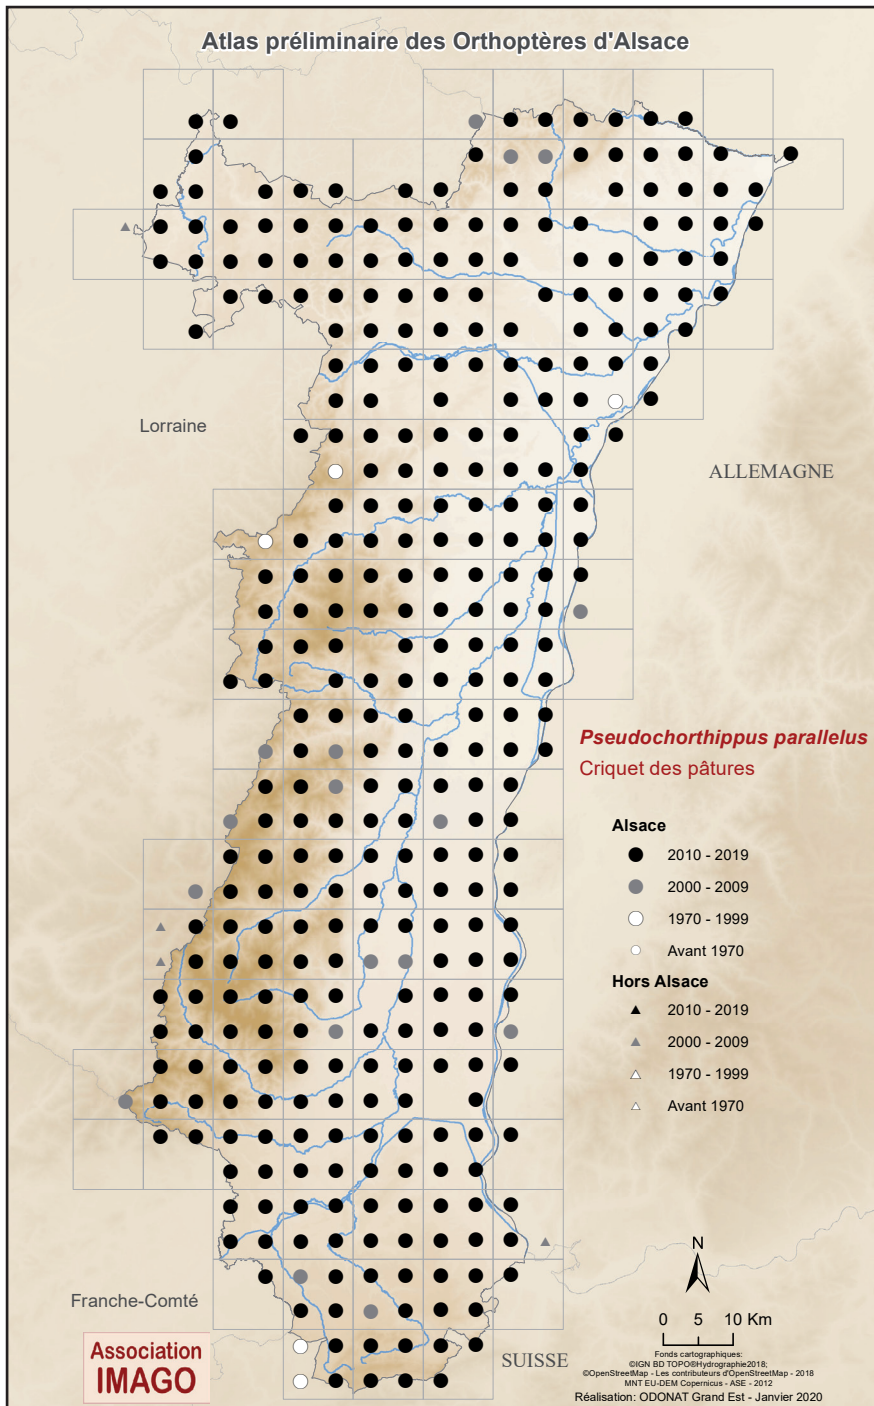 Atlas préliminaire des Orthoptères d'Alsace
Lorraine
ALLEMAGNE
Pseudochorthippus parallelus
Criquet des pâtures
Alsace
2010 - 2019
2000 - 2009
1970 - 1999
Avant 1970
Hors Alsace
2010 - 2019
2000 - 2009
1970 - 1999
Avant 1970
N
Franche-Comté
0 5 10 Km
Association
IMAGO
SUISSE
Fonds cartographiques:
©IGN BD TOPO®Hydrographie2018;
©OpenStreetMap - Les contributeurs d'OpenStreetMap - 2018
MNT EU-DEM Copernicus - ASE - 2012
Réalisation: ODONAT Grand Est - Janvier 2020